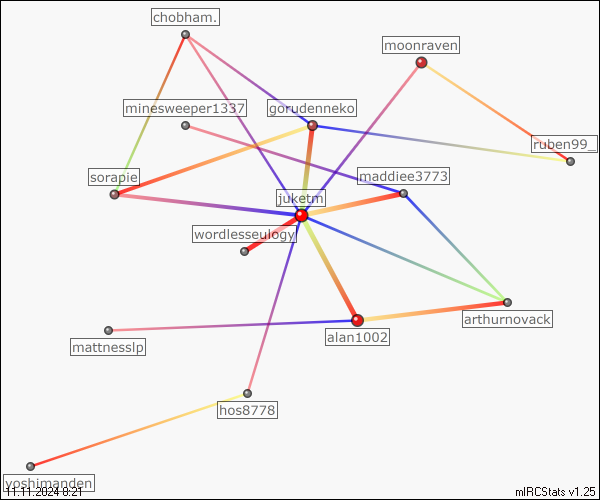 chobham.
moonraven
minesweeper1337
gorudenneko
ruben99_
sorapie
maddiee3773
juketm
wordlesseulogy
arthurnovack
alan1002
mattnesslp
hos8778
yoshimanden
11.11.2024 8:21
mIRCStats v1.25